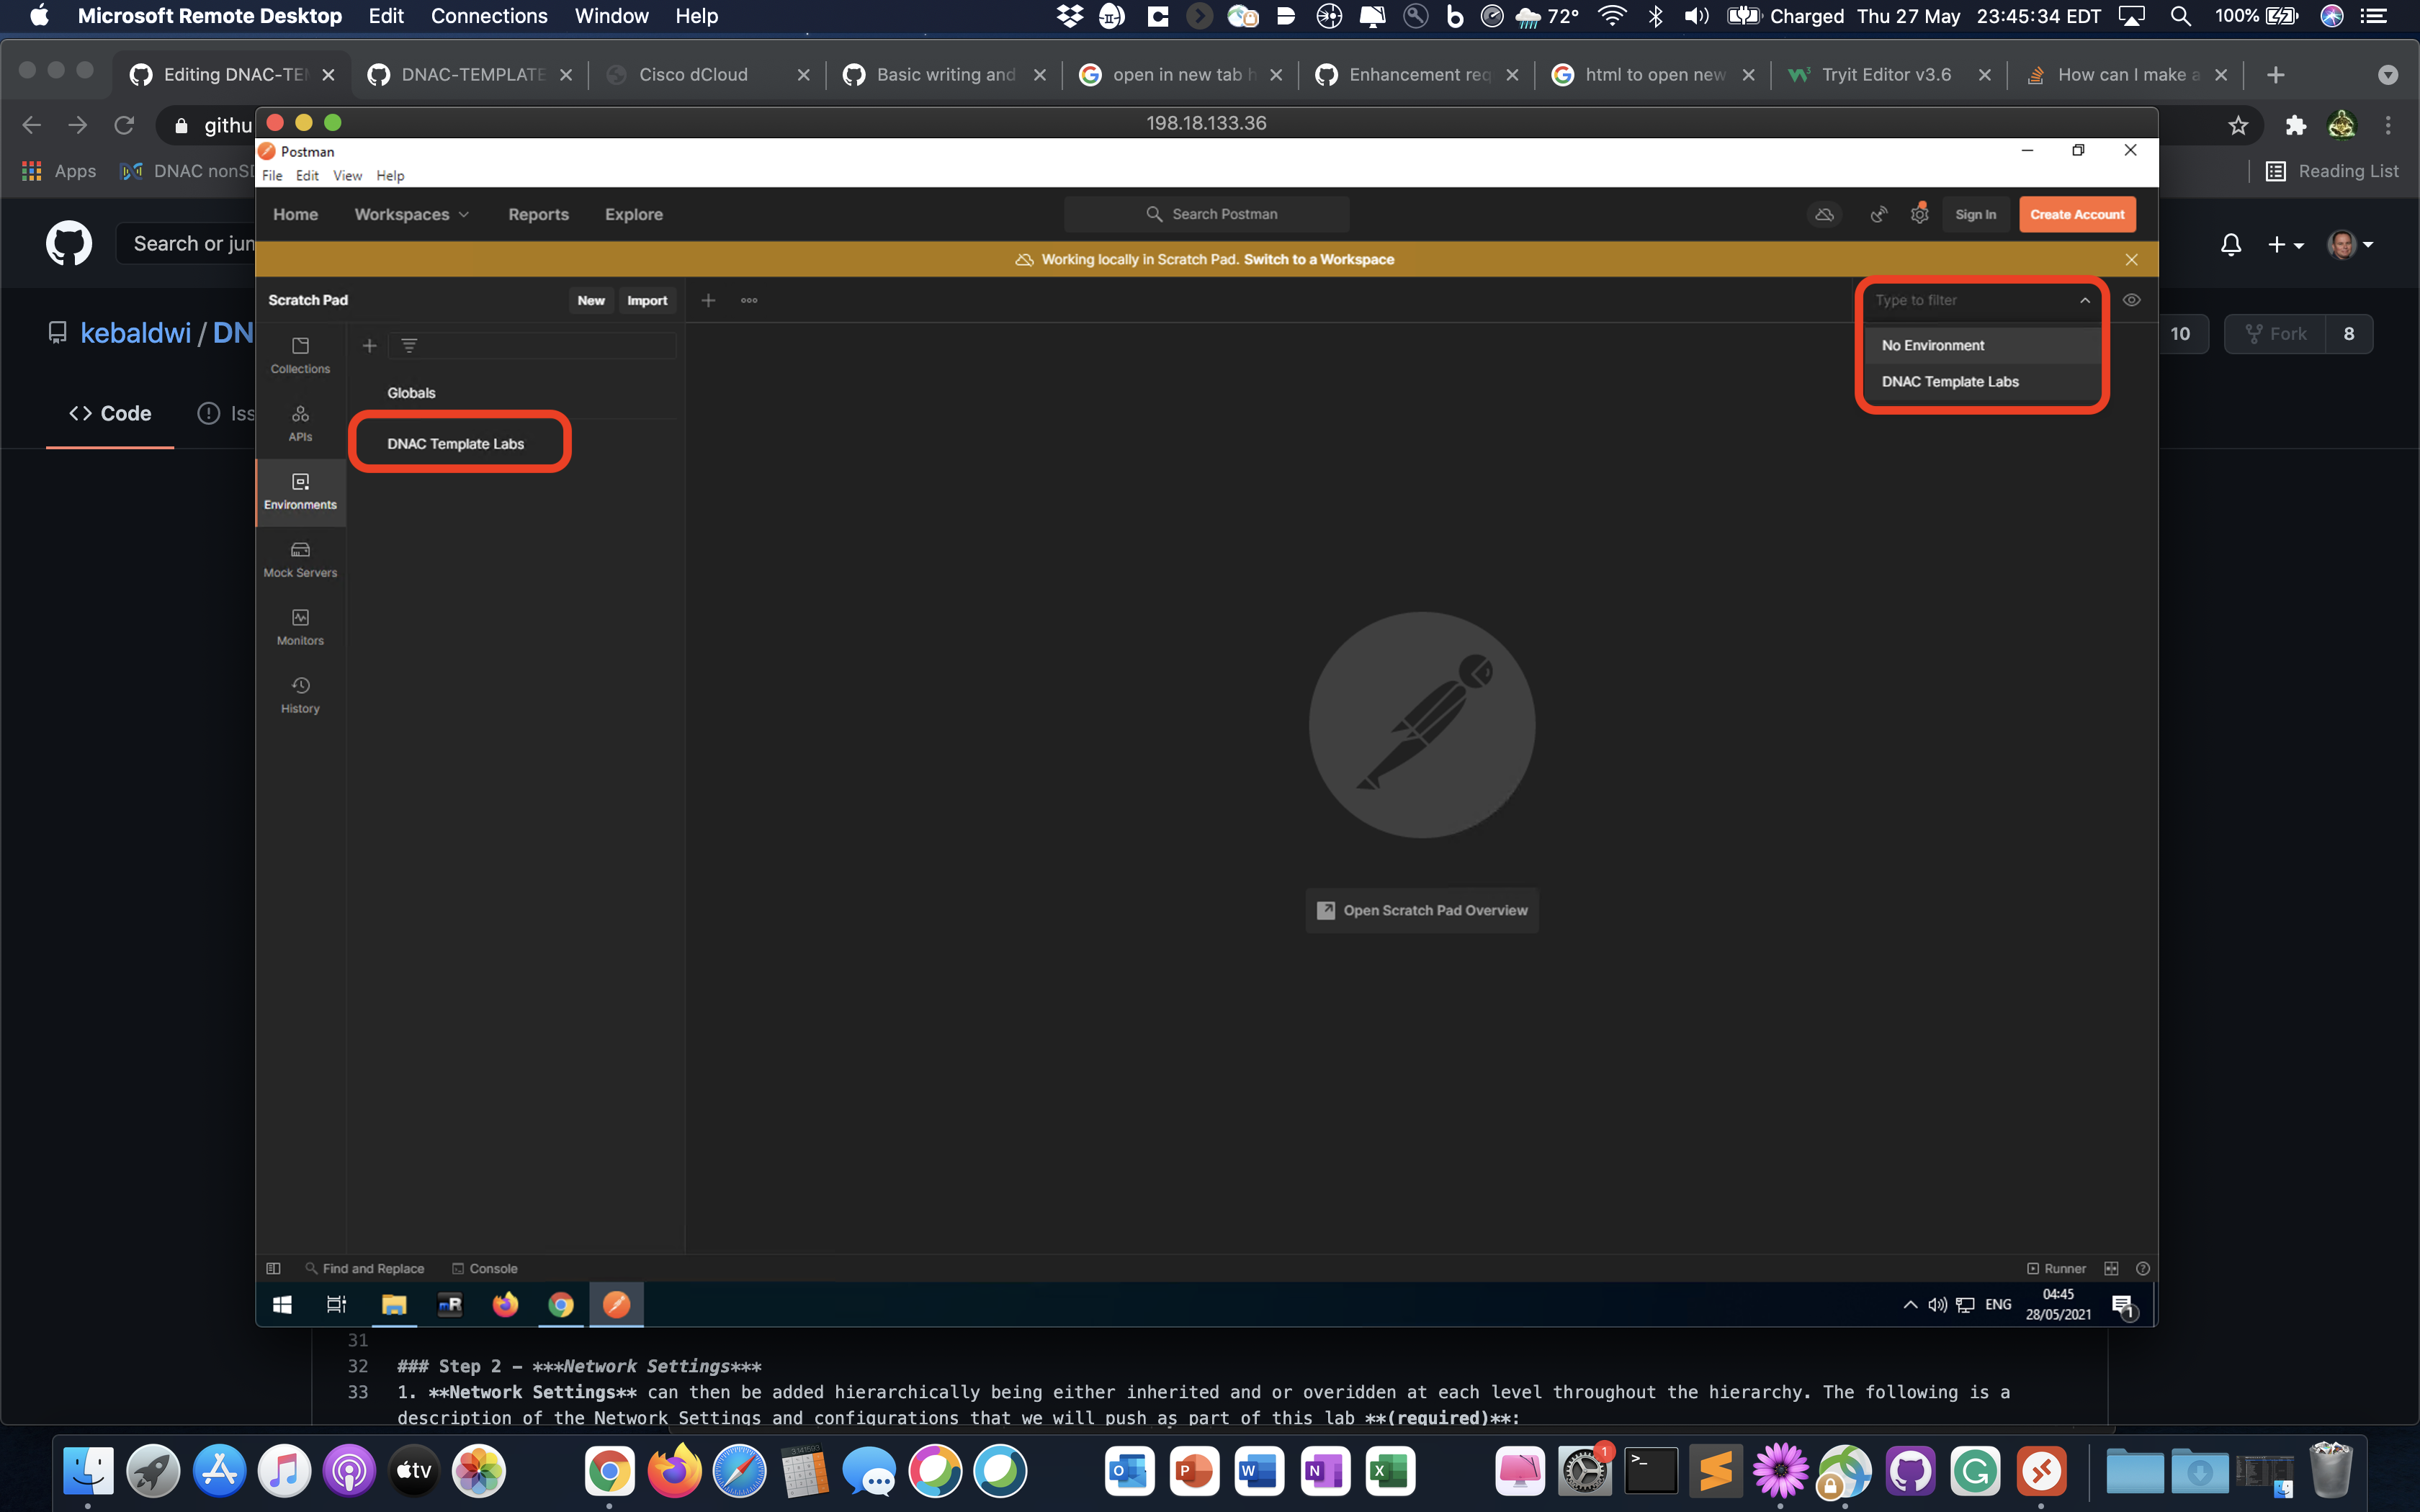 Microsoft Remote Desktop Edit Connections Window Help 72° Charged Thu 27 May 23:45:34 EDT 100%
Editing DNAC-TEM DNAC-TEMPLATE Cisco dCloud Basic writing and open in new tab h Enhancement req html to open new Tryit Editor v3.6 How can I make a
githu
198.18.133.36
Apps DNAC nonSD Reading List
Postman
File Edit View Help
Search or jum
Home Workspaces Reports Explore Search Postman Sign In Create Account
Working locally in Scratch Pad. Switch to a Workspace
Scratch Pad New Import Type to filter
kebaldwi / DN 10 Fork 8
No Environment
Collections
DNAC Template Labs
Globals
Code Iss
APIs
DNAC Template Labs
Environments
Mock Servers
Monitors
History
Open Scratch Pad Overview
Find and Replace Console Runner
ENG 04:45
28/05/2021 1
31
32 ### Step 2 – ***Network Settings***
33 1. **Network Settings** can then be added hierarchically being either inherited and or overidden at each level throughout the hierarchy. The following is a
description of the Network Settings and configurations that we will push as part of this lab **(required)**:
tv 1